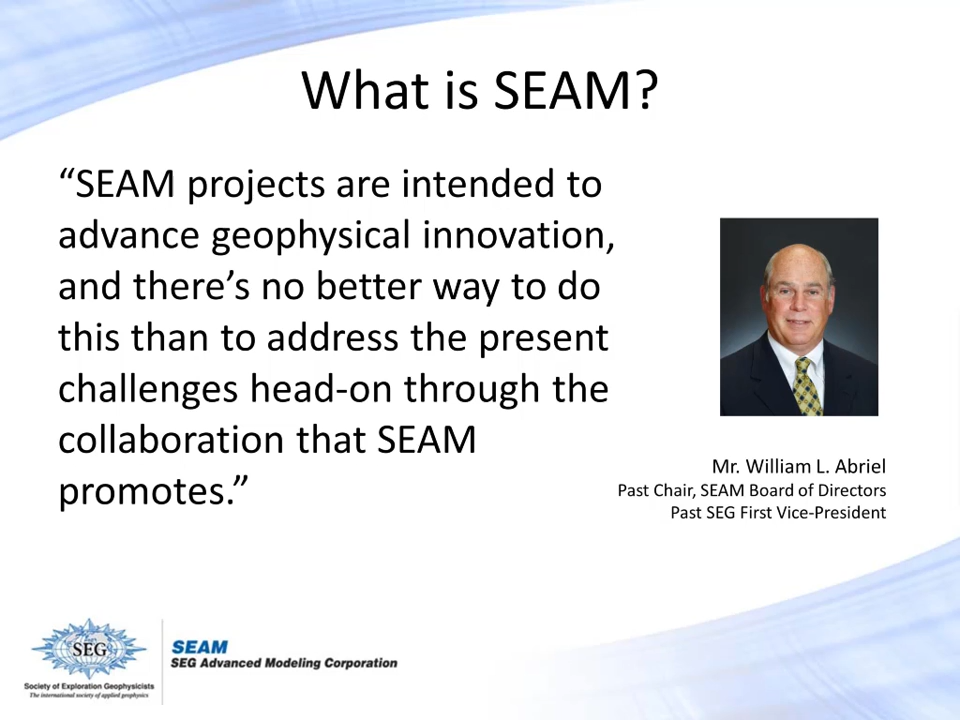 What is SEAM?
“SEAM projects are intended to
advance geophysical innovation,
and there’s no better way to do
this than to address the present
challenges head-on through the
collaboration that SEAM
promotes.”
Mr. William L. Abriel
Past Chair, SEAM Board of Directors
Past SEG First Vice-President
SEG
Society of Exploration Geophysicists
The international society of applied geophysics
SEAM
SEG Advanced Modeling Corporation